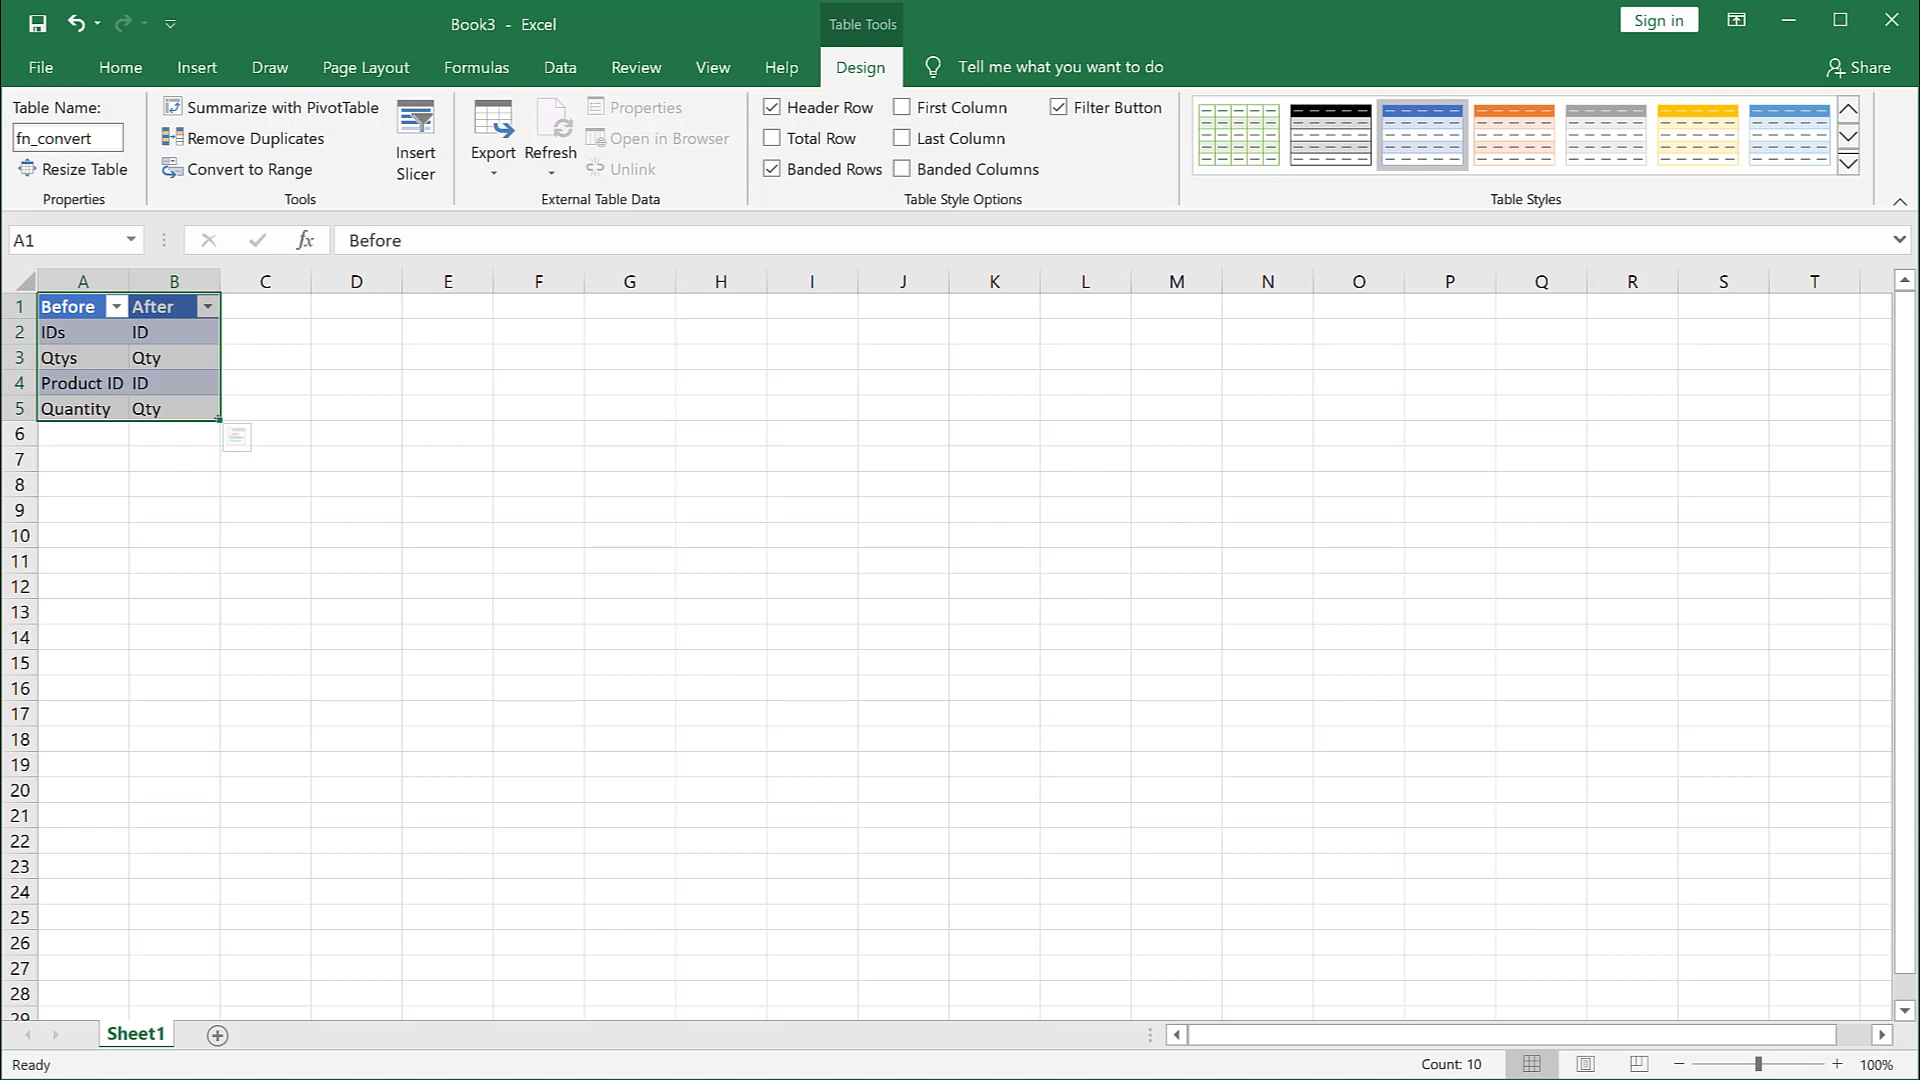 Book3 - Excel
Table Tools
Sign in
File Home Insert Draw Page Layout Formulas Data Review View Help Design Tell me what you want to do Share
Table Name:
fn_convert
Resize Table
Properties
Summarize with PivotTable
Remove Duplicates
Convert to Range
Insert
Slicer
Tools
Export
Refresh
Properties
Open in Browser
Unlink
External Table Data
Header Row
First Column
Filter Button
Total Row
Last Column
Banded Rows
Banded Columns
Table Style Options
Table Styles
A1 fx Before
A B C D E F G H I J K L M N O P Q R S T
1 Before After
2 IDs ID
3 Qtys Qty
4 Product ID ID
5 Quantity Qty
6
7
8
9
10
11
12
13
14
15
16
17
18
19
20
21
22
23
24
25
26
27
28
29
Sheet1
Ready Count: 10 100%